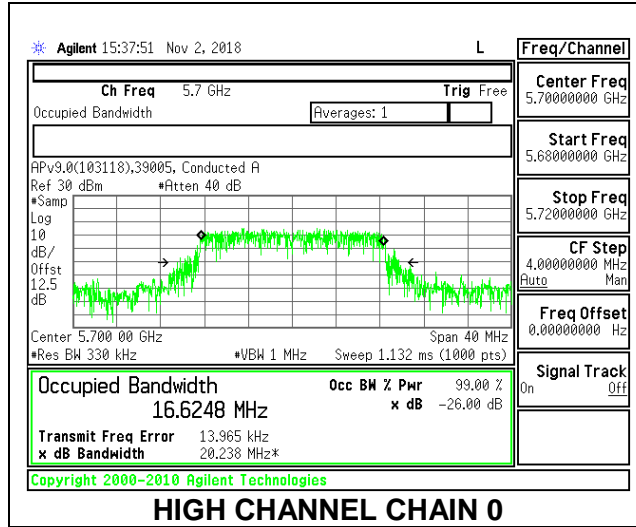 Agilent 15:37:51 Nov 2, 2018 L
Freq/Channel
Ch Freq 5.7 GHz Trig Free
Occupied Bandwidth Averages: 1
Center Freq
5.70000000 GHz
Start Freq
5.68000000 GHz
Stop Freq
5.72000000 GHz
CF Step
4.00000000 MHz
Auto Man
Freq Offset
0.00000000 Hz
Signal Track
On Off
APv9.0(103118),39005, Conducted A
Ref 30 dBm #Atten 40 dB
#Samp
Log
10
dB/
Offst
12.5
dB
Center 5.700 00 GHz Span 40 MHz
#Res BW 330 kHz #VBW 1 MHz Sweep 1.132 ms (1000 pts)
Occupied Bandwidth Occ BW % Pwr 99.00 %
16.6248 MHz x dB -26.00 dB
Transmit Freq Error 13.965 kHz
x dB Bandwidth 20.238 MHz*
Copyright 2000-2010 Agilent Technologies
HIGH CHANNEL CHAIN 0